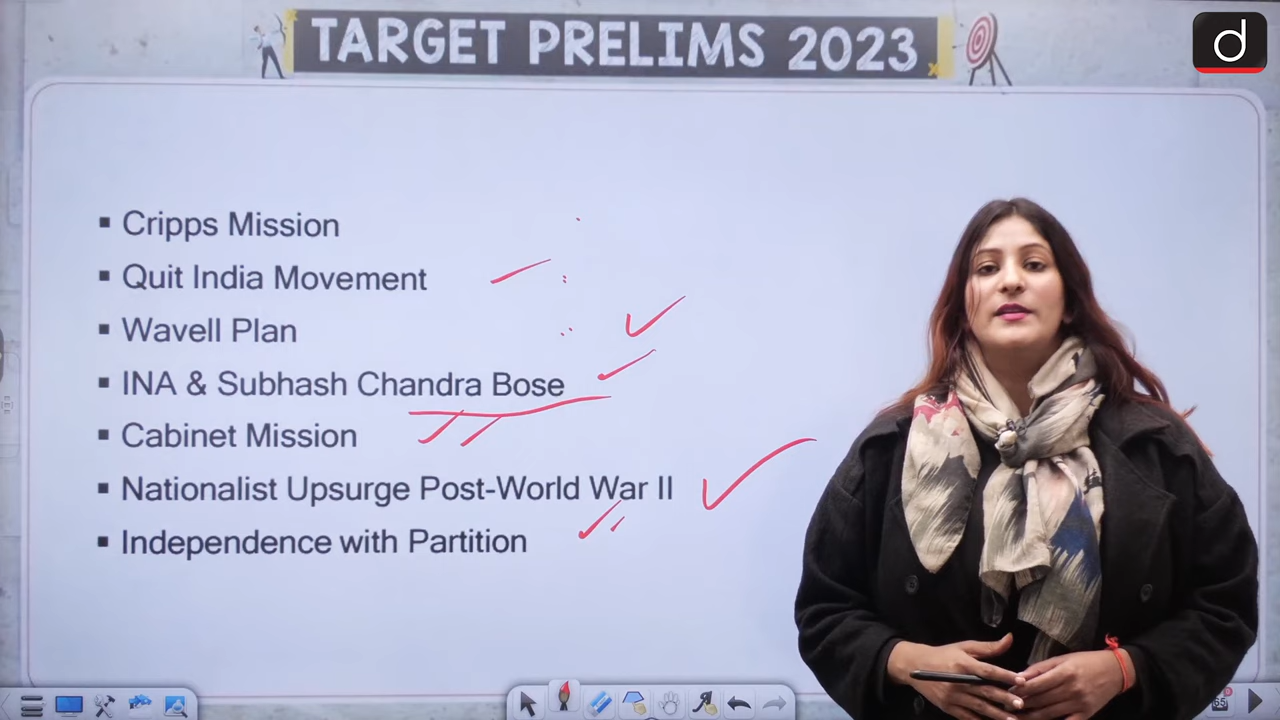 TARGET PRELIMS 2023
d
▪ Cripps Mission
▪ Quit India Movement
▪ Wavell Plan
▪ INA & Subhash Chandra Bose
▪ Cabinet Mission
▪ Nationalist Upsurge Post-World War II
▪ Independence with Partition